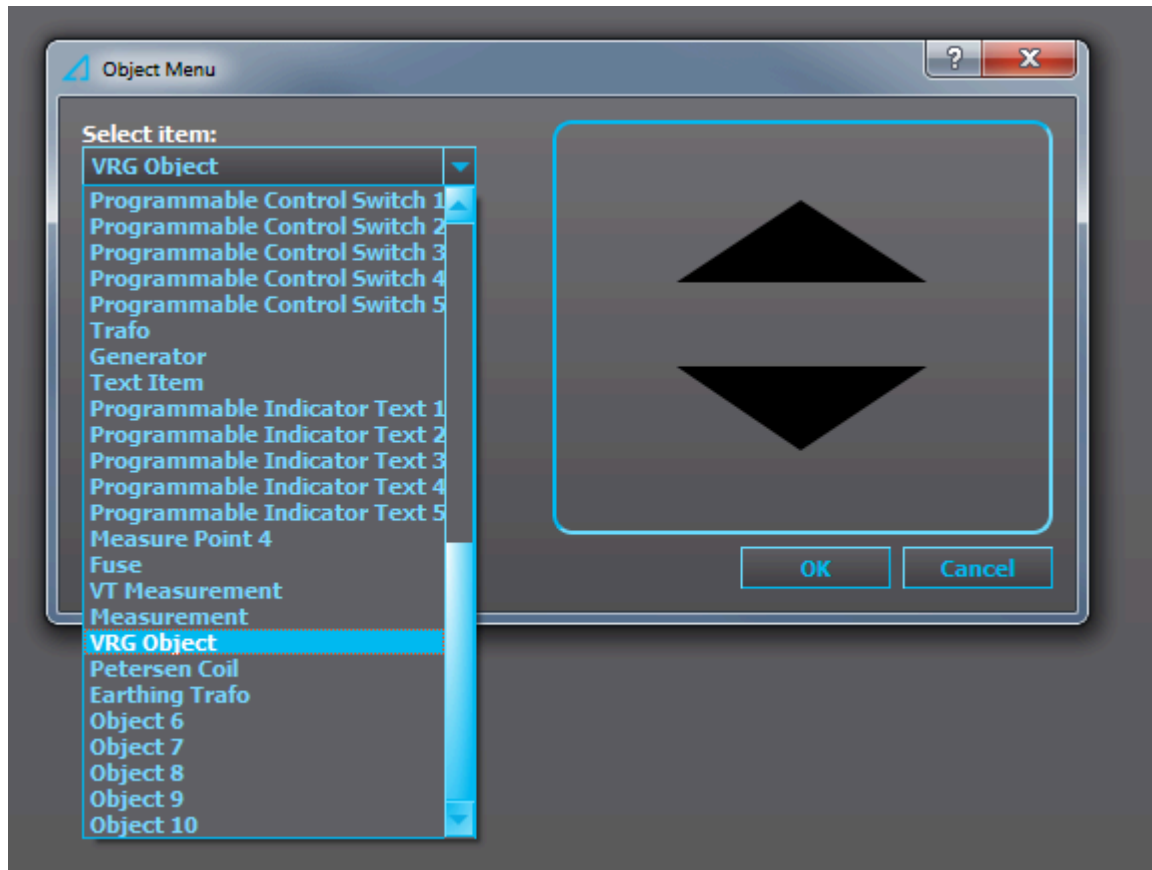 Object Menu
?
X
Select item:
VRG Object
Programmable Control Switch 1
Programmable Control Switch 2
Programmable Control Switch 3
Programmable Control Switch 4
Programmable Control Switch 5
Trafo
Generator
Text Item
Programmable Indicator Text 1
Programmable Indicator Text 2
Programmable Indicator Text 3
Programmable Indicator Text 4
Programmable Indicator Text 5
Measure Point 4
Fuse
VT Measurement
Measurement
VRG Object
Petersen Coil
Earthing Trafo
Object 6
Object 7
Object 8
Object 9
Object 10
OK Cancel